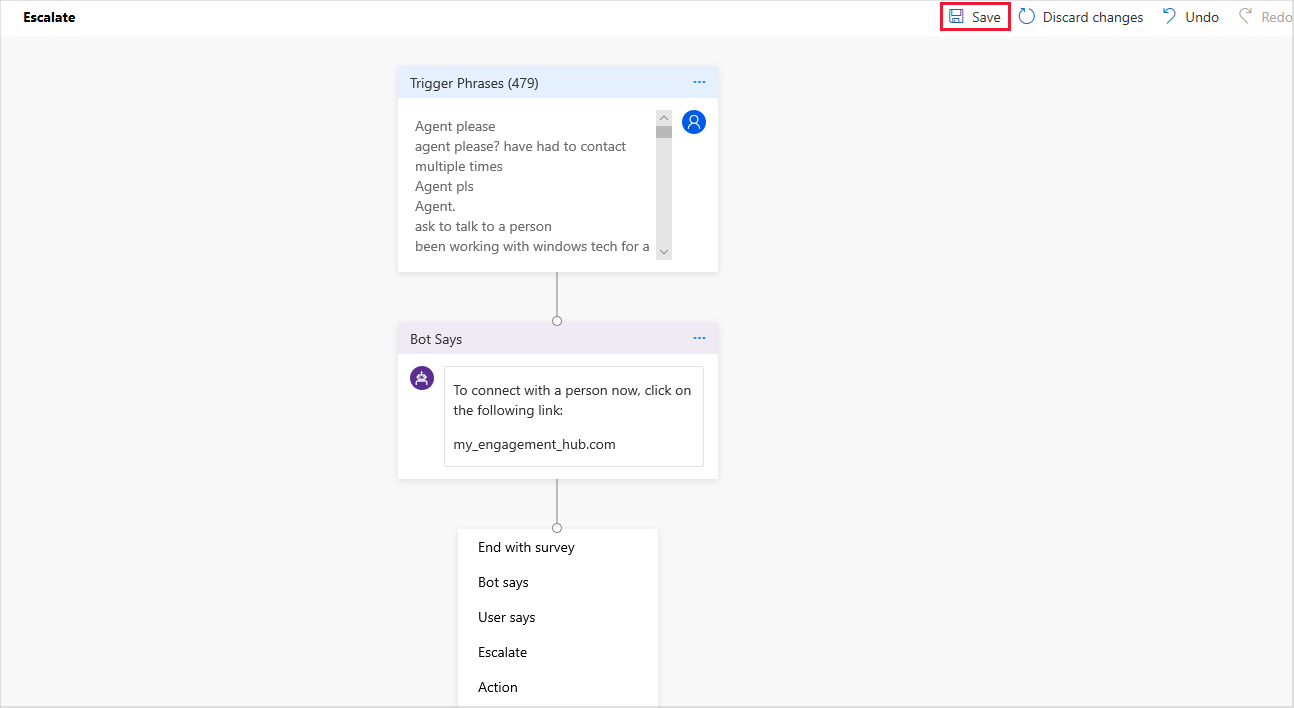 Escalate
Save
Discard changes
Undo
Redo
Trigger Phrases (479)
...
Agent please
agent please? have had to contact
multiple times
Agent pls
Agent.
ask to talk to a person
been working with windows tech for a
Bot Says
...
To connect with a person now, click on
the following link:
my_engagement_hub.com
End with survey
Bot says
User says
Escalate
Action